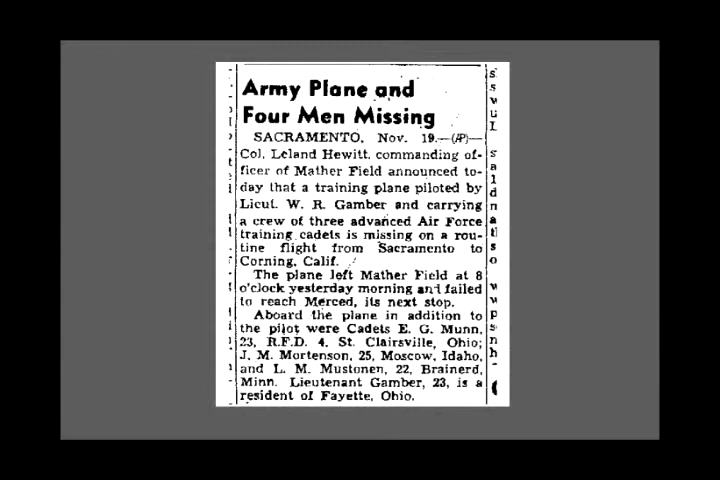 Army Plane and
Four Men Missing
SACRAMENTO, Nov. 19.—(AP)—
Col. Leland Hewitt, commanding of-
ficer of Mather Field announced to-
day that a training plane piloted by
Lieut. W. R. Gamber and carrying
a crew of three advanced Air Force
training cadets is missing on a rou-
tine flight from Sacramento to
Corning, Calif.
The plane left Mather Field at 8
o'clock yesterday morning and failed
to reach Merced, its next stop.
Aboard the plane in addition to
the pilot were Cadets E. G. Munn,
23, R.F.D. 4, St. Clairsville, Ohio;
J. M. Mortenson, 25, Moscow, Idaho,
and L. M. Mustonen, 22, Brainerd,
Minn. Lieutenant Gamber, 23, is a
resident of Fayette, Ohio.